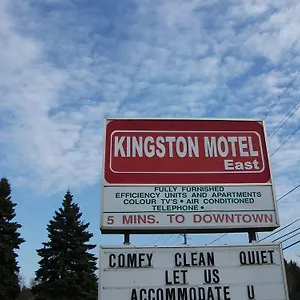 KINGSTON MOTEL
East
FULLY FURNISHED
EFFICIENCY UNITS AND APARTMENTS
COLOUR TV'S • AIR CONDITIONED
TELEPHONE •
5 MINS. TO DOWNTOWN
COMFY CLEAN QUIET
LET US
ACCOMMODATE U